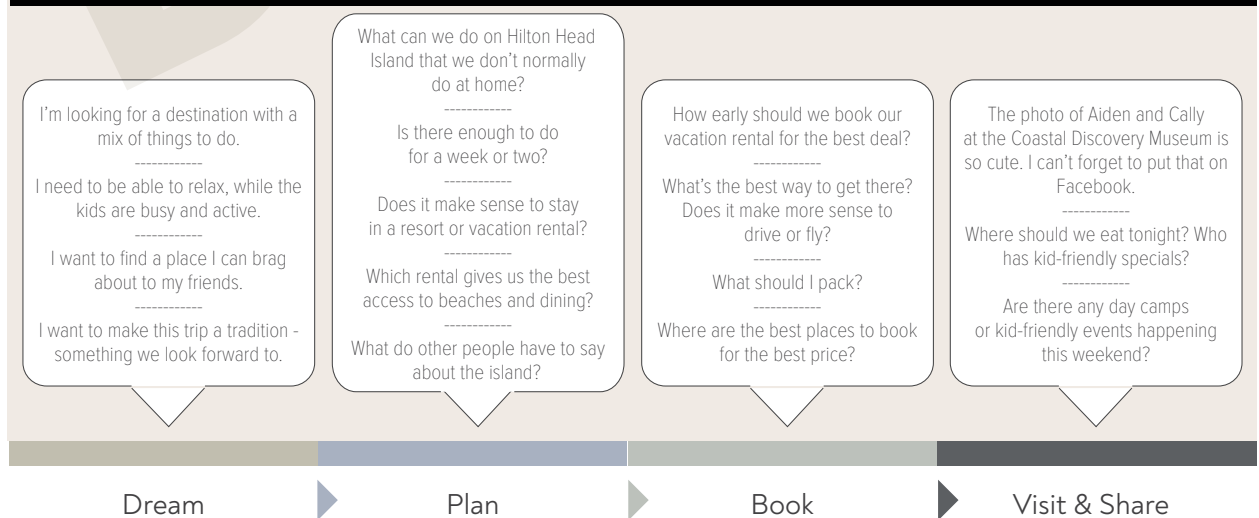 I'm looking for a destination with a
mix of things to do.
------------
I need to be able to relax, while the
kids are busy and active.
------------
I want to find a place I can brag
about to my friends.
------------
I want to make this trip a tradition -
something we look forward to.
What can we do on Hilton Head
Island that we don't normally
do at home?
------------
Is there enough to do
for a week or two?
------------
Does it make sense to stay
in a resort or vacation rental?
------------
Which rental gives us the best
access to beaches and dining?
------------
What do other people have to say
about the island?
How early should we book our
vacation rental for the best deal?
------------
What's the best way to get there?
Does it make more sense to
drive or fly?
------------
What should I pack?
------------
Where are the best places to book
for the best price?
The photo of Aiden and Cally
at the Coastal Discovery Museum is
so cute. I can't forget to put that on
Facebook.
------------
Where should we eat tonight? Who
has kid-friendly specials?
------------
Are there any day camps
or kid-friendly events happening
this weekend?
Dream
Plan
Book
Visit & Share